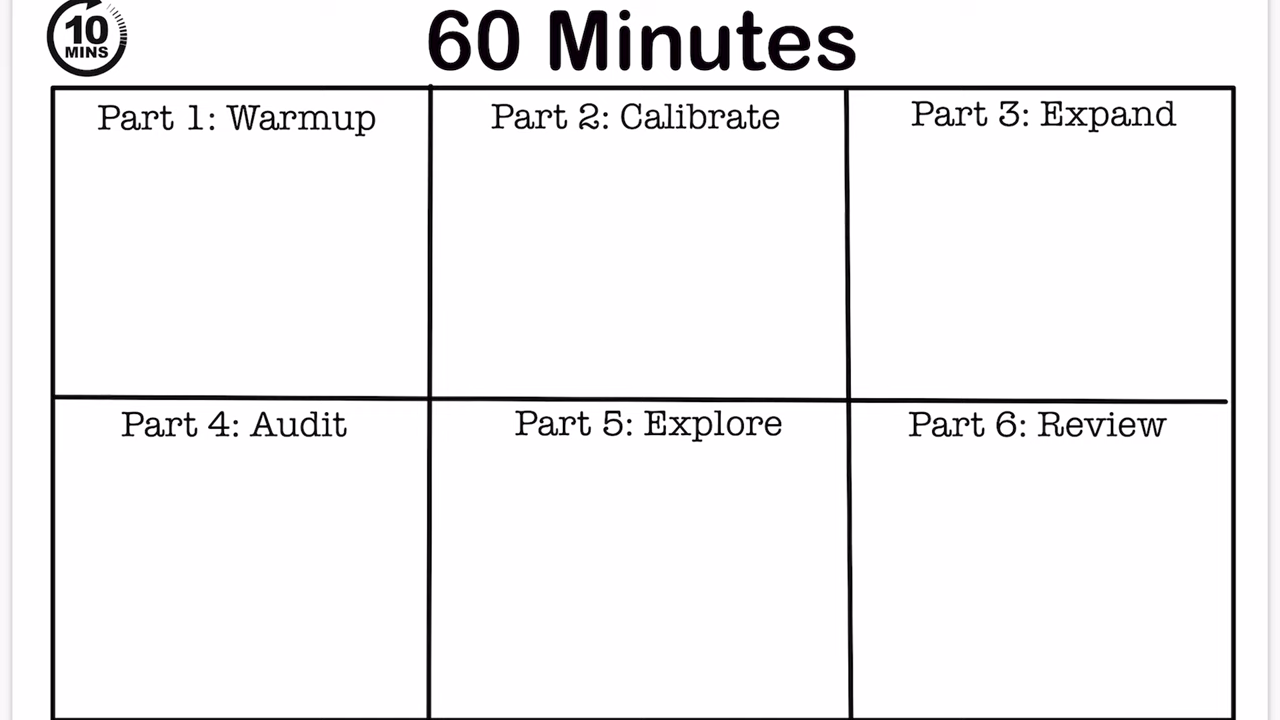 10
MINS
60 Minutes
Part 1: Warmup
Part 2: Calibrate
Part 3: Expand
Part 4: Audit
Part 5: Explore
Part 6: Review